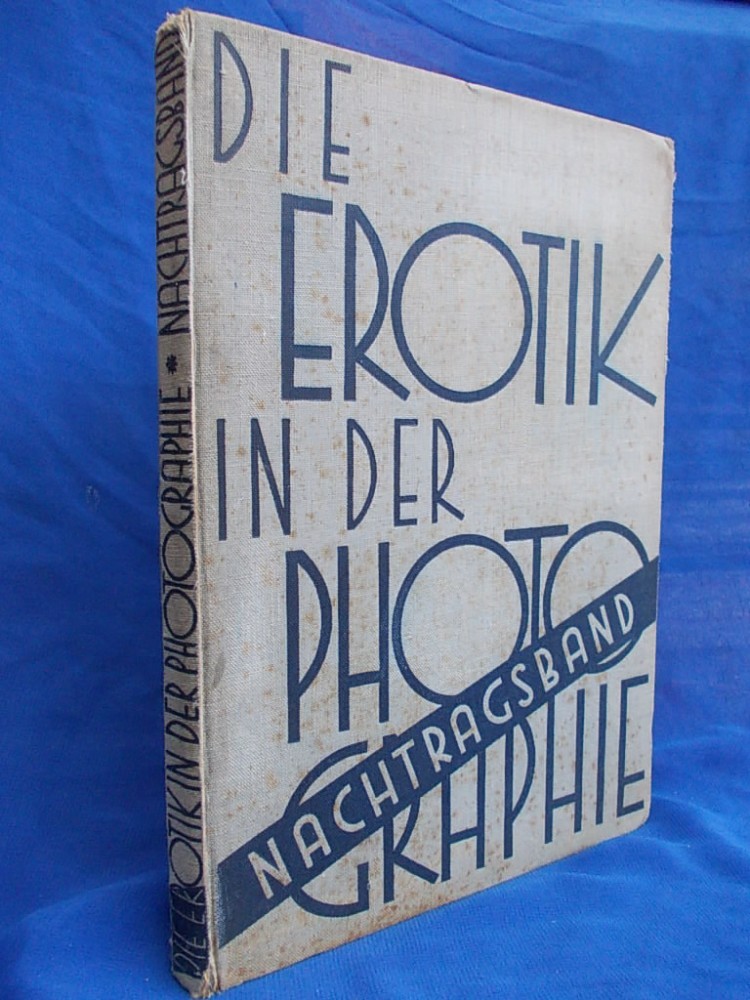 DIE
EROTIK
IN DER
PHOTO
GRAPHIE
NACHTRAGSBAND
DIE EROTIK IN DER PHOTOGRAPHIE * NACHTRAGSBAND